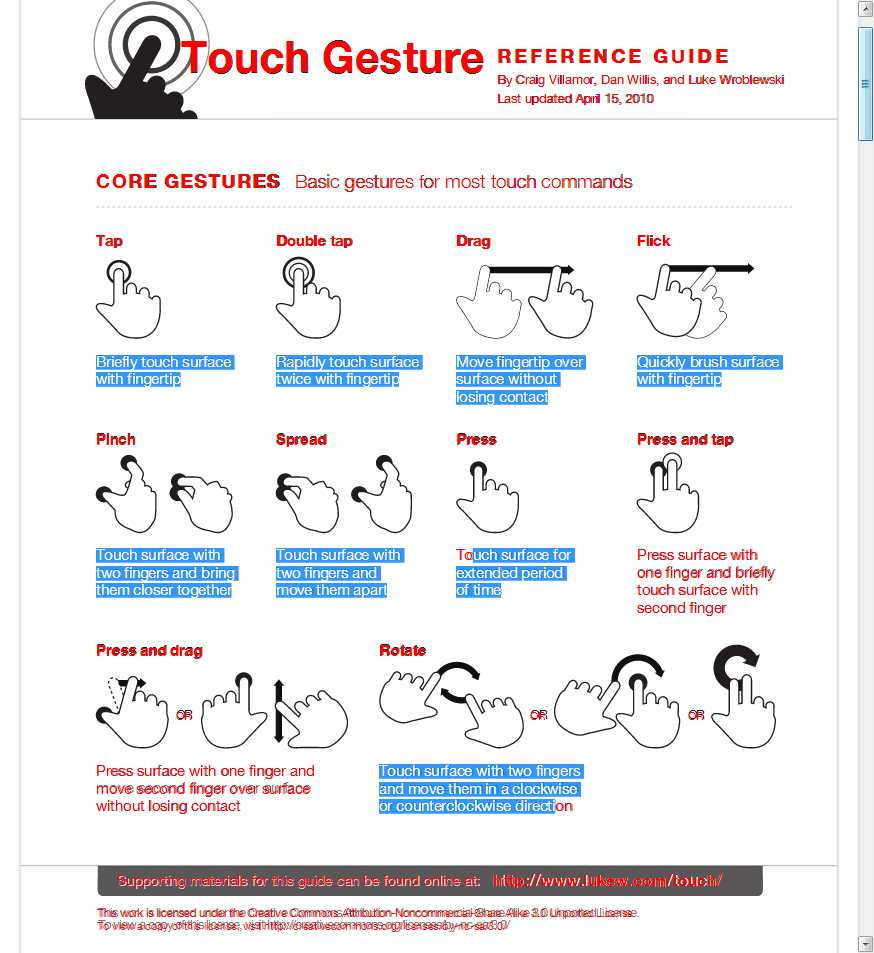 Touch Gesture REFERENCE GUIDE
By Craig Villamor, Dan Willis, and Luke Wroblewski
Last updated April 15, 2010
CORE GESTURES Basic gestures for most touch commands
Tap
Double tap
Drag
Flick
Briefly touch surface
with fingertip
Rapidly touch surface
twice with fingertip
Move fingertip over
surface without
losing contact
Quickly brush surface
with fingertip
Pinch
Spread
Press
Press and tap
Touch surface with
two fingers and bring
them closer together
Touch surface with
two fingers and
move them apart
Touch surface for
extended period
of time
Press surface with
one finger and briefly
touch surface with
second finger
Press and drag
Rotate
OR
OR
OR
Press surface with one finger and
move second finger over surface
without losing contact
Touch surface with two fingers
and move them in a clockwise
or counterclockwise direction
Supporting materials for this guide can be found online at: http://www.lukew.com/touch/
This work is licensed under the Creative Commons Attribution-Noncommercial-Share Alike 3.0 Unported License.
To view a copy of this license, visit http://creativecommons.org/licenses/by-nc-sa/3.0/